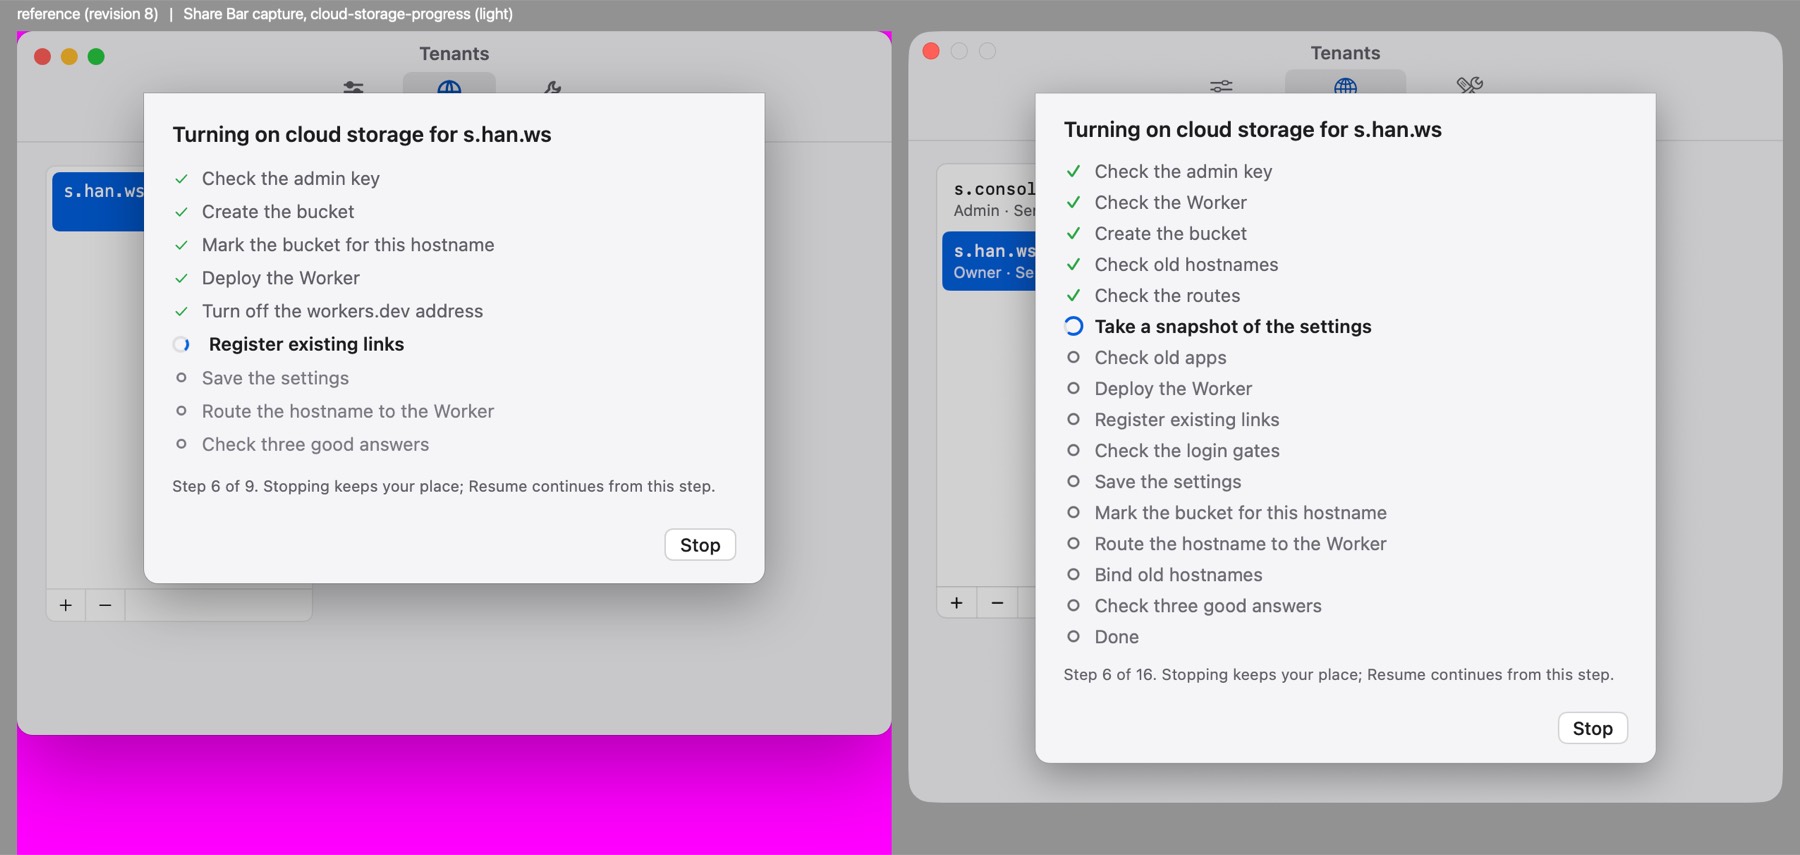 reference (revision 8) | Share Bar capture, cloud-storage-progress (light)
Tenants
s.han.ws
Turning on cloud storage for s.han.ws
Check the admin key
Create the bucket
Mark the bucket for this hostname
Deploy the Worker
Turn off the workers.dev address
Register existing links
Save the settings
Route the hostname to the Worker
Check three good answers
Step 6 of 9. Stopping keeps your place; Resume continues from this step.
Stop
+ −
Tenants
s.consol
Admin · Ser
s.han.ws
Owner · Se
Turning on cloud storage for s.han.ws
Check the admin key
Check the Worker
Create the bucket
Check old hostnames
Check the routes
Take a snapshot of the settings
Check old apps
Deploy the Worker
Register existing links
Check the login gates
Save the settings
Mark the bucket for this hostname
Route the hostname to the Worker
Bind old hostnames
Check three good answers
Done
Step 6 of 16. Stopping keeps your place; Resume continues from this step.
Stop
+ −